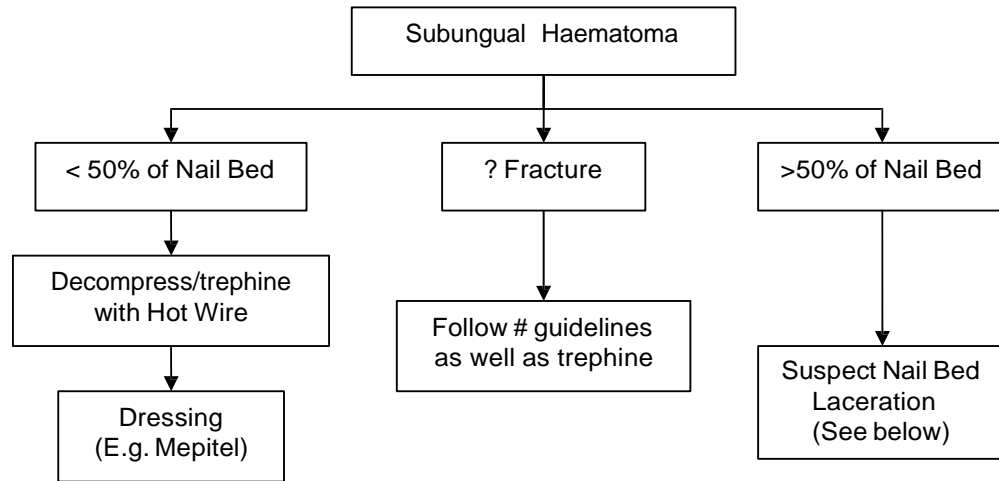 Subungual Haematoma
< 50% of Nail Bed
? Fracture
>50% of Nail Bed
Decompress/trephine
with Hot Wire
Follow # guidelines
as well as trephine
Suspect Nail Bed
Laceration
(See below)
Dressing
(E.g. Mepitel)